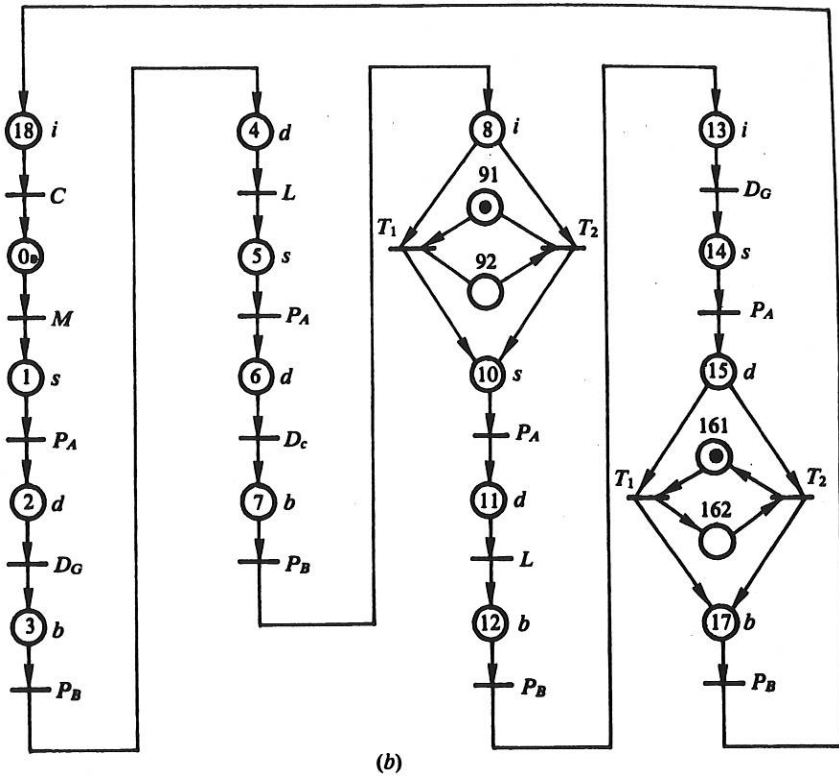 18 i
C
0B
M
1 s
PA
2 d
DG
3 b
PB
4 d
L
5 s
PA
6 d
Dc
7 b
PB
8 i
91
T1 T2
92
10 s
PA
11 d
L
12 b
PB
13 i
DG
14 s
PA
15 d
161
T1 T2
162
17 b
PB
(b)